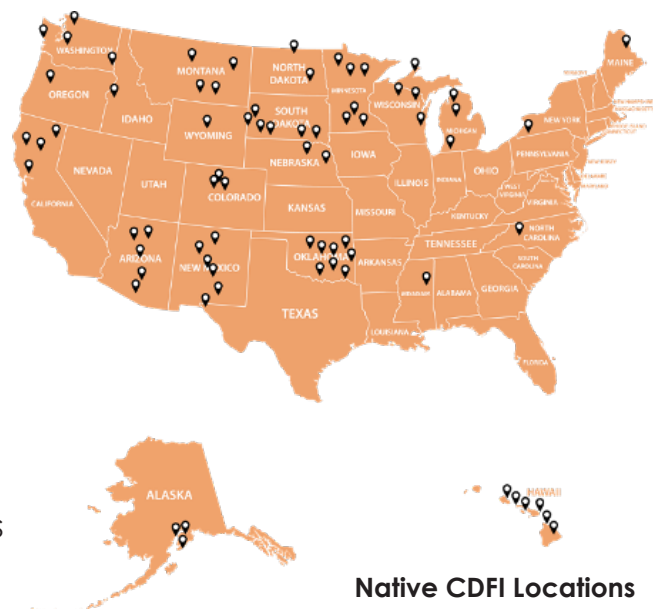 WASHINGTON
MONTANA
NORTH
DAKOTA
MINNESOTA
MAINE
OREGON
IDAHO
SOUTH
DAKOTA
WISCONSIN
MICHIGAN
NEW YORK
WYOMING
NEBRASKA
IOWA
PENNSYLVANIA
NEVADA
UTAH
COLORADO
ILLINOIS
INDIANA
OHIO
WEST
VIRGINIA
VIRGINIA
CALIFORNIA
KANSAS
MISSOURI
KENTUCKY
NORTH
CAROLINA
TENNESSEE
ARIZONA
NEW MEXICO
OKLAHOMA
ARKANSAS
SOUTH
CAROLINA
ALABAMA
GEORGIA
TEXAS
LOUISIANA
FLORIDA
ALASKA
HAWAII
S
Native CDFI Locations